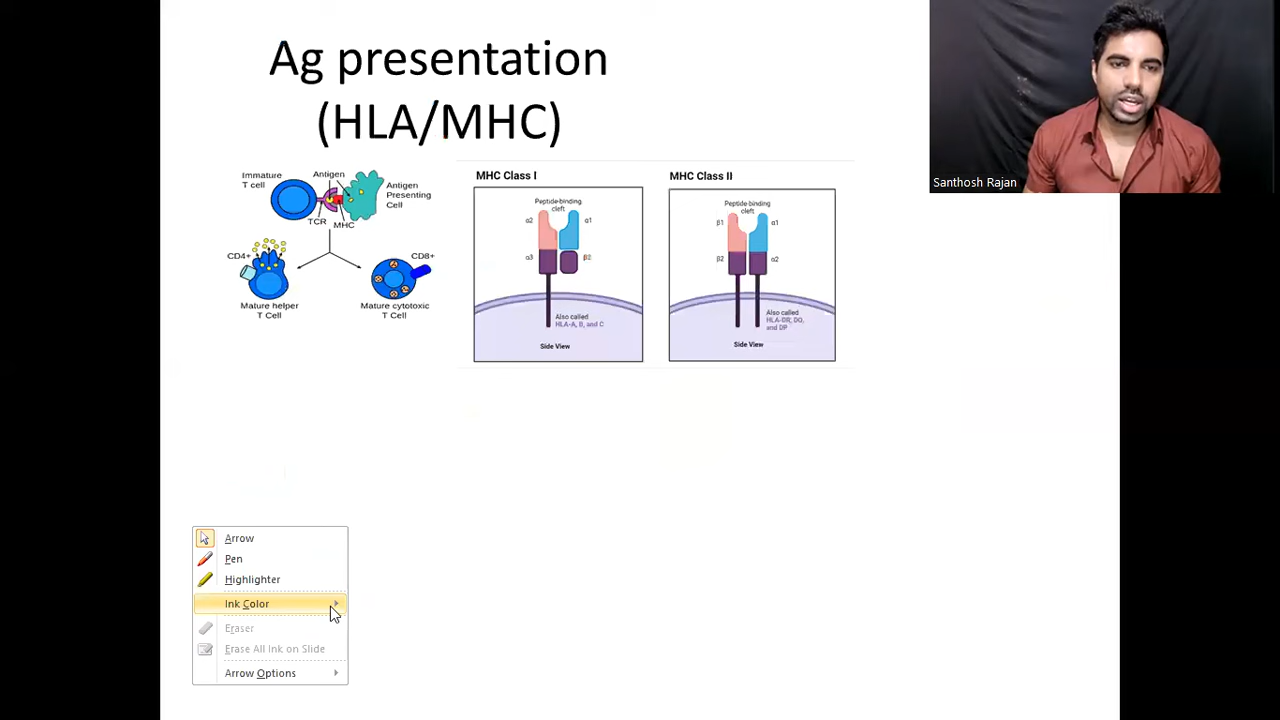 Ag presentation
(HLA/MHC)
Santhosh Rajan
Immature
T cell
Antigen
Antigen
Presenting
Cell
TCR
MHC
CD4+
CD8+
Mature helper
T Cell
Mature cytotoxic
T Cell
MHC Class I
Peptide-binding
cleft
α2
α1
α3
β2
Also called
HLA-A, B, and C
Side View
MHC Class II
Peptide-binding
cleft
β1
α1
β2
α2
Also called
HLA-DR, DQ,
and DP
Side View
Arrow
Pen
Highlighter
Ink Color
Eraser
Erase All Ink on Slide
Arrow Options